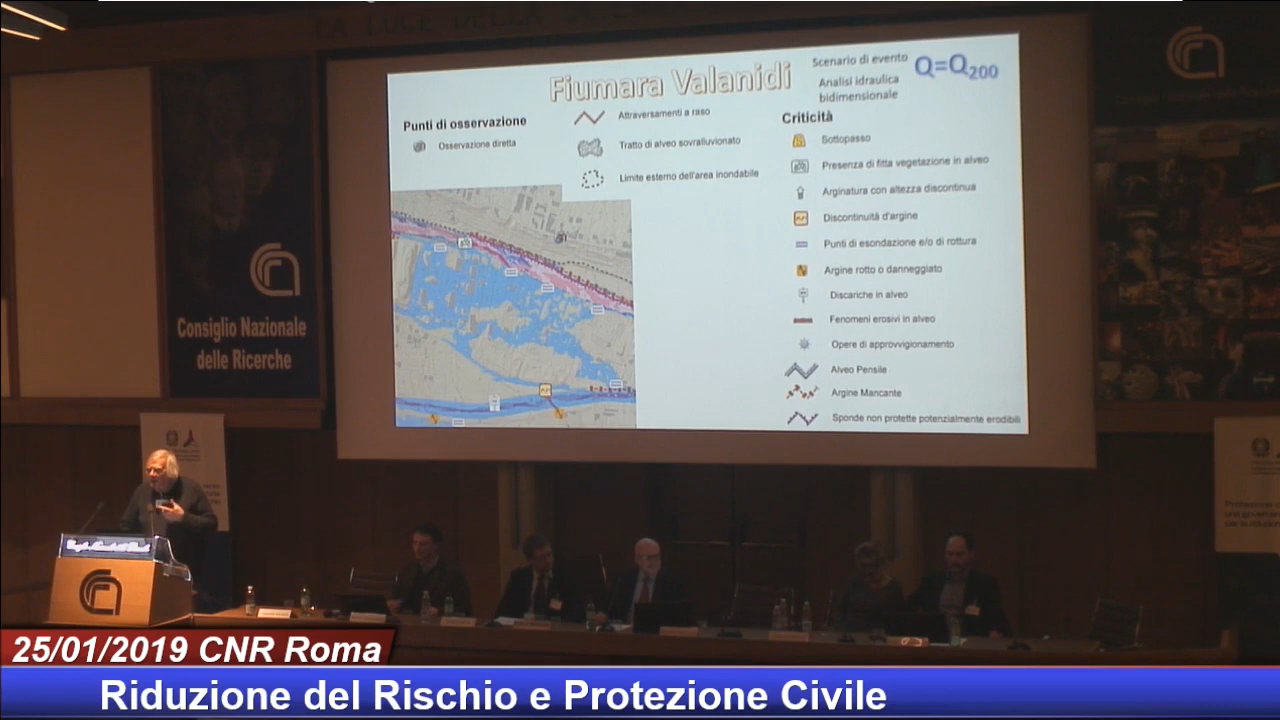 LA LUCE DELLA
Fiumara Valanidi
Scenario di evento
Q=Q200
Analisi idraulica
bidimensionale
Punti di osservazione
Osservazione diretta
Attraversamenti a raso
Tratto di alveo sovralluvionato
Limite esterno dell'area inondabile
Criticità
Sottopasso
Presenza di fitta vegetazione in alveo
Arginatura con altezza discontinua
Discontinuità d'argine
Punti di esondazione e/o di rottura
Argine rotto o danneggiato
Discariche in alveo
Fenomeni erosivi in alveo
Opere di approvvigionamento
Alveo Pensile
Argine Mancante
Sponde non protette potenzialmente erodibili
Consiglio Nazionale
delle Ricerche
25/01/2019 CNR Roma
Riduzione del Rischio e Protezione Civile